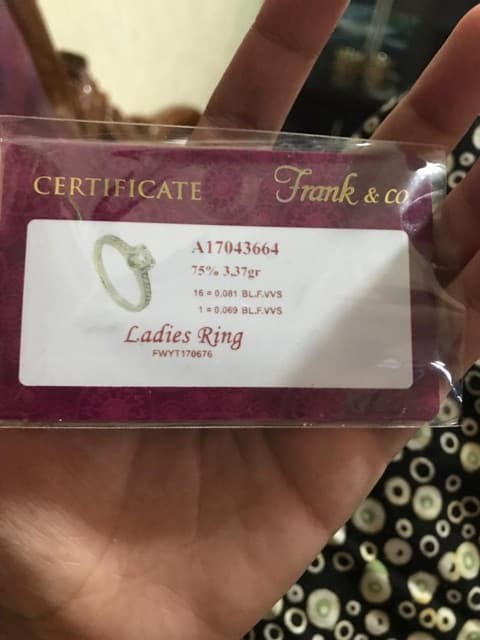 CERTIFICATE
Frank & co
A17043664
75% 3.37gr
16 = 0.081 BL.F.VVS
1 = 0.069 BL.F.VVS
Ladies Ring
FWYT170676